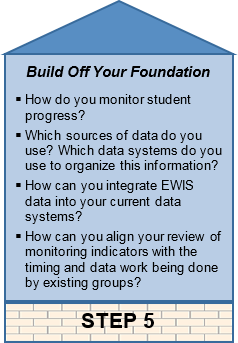 Build Off Your Foundation
▪ How do you monitor student
progress?
▪ Which sources of data do you
use? Which data systems do you
use to organize this information?
▪ How can you integrate EWIS
data into your current data
systems?
▪ How can you align your review of
monitoring indicators with the
timing and data work being done
by existing groups?
STEP 5